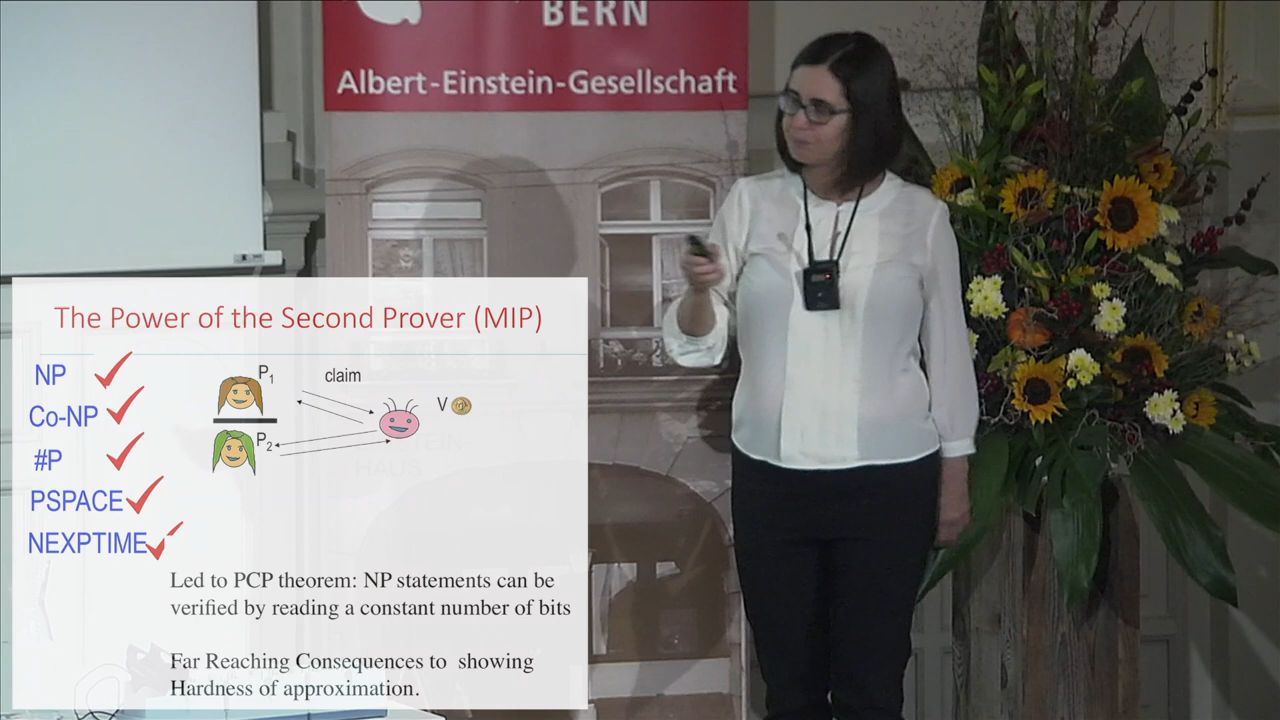 BERN
Albert-Einstein-Gesellschaft
The Power of the Second Prover (MIP)
NP
Co-NP
#P
PSPACE
NEXPTIME
P1
claim
V
P2
Led to PCP theorem: NP statements can be
verified by reading a constant number of bits
Far Reaching Consequences to showing
Hardness of approximation.